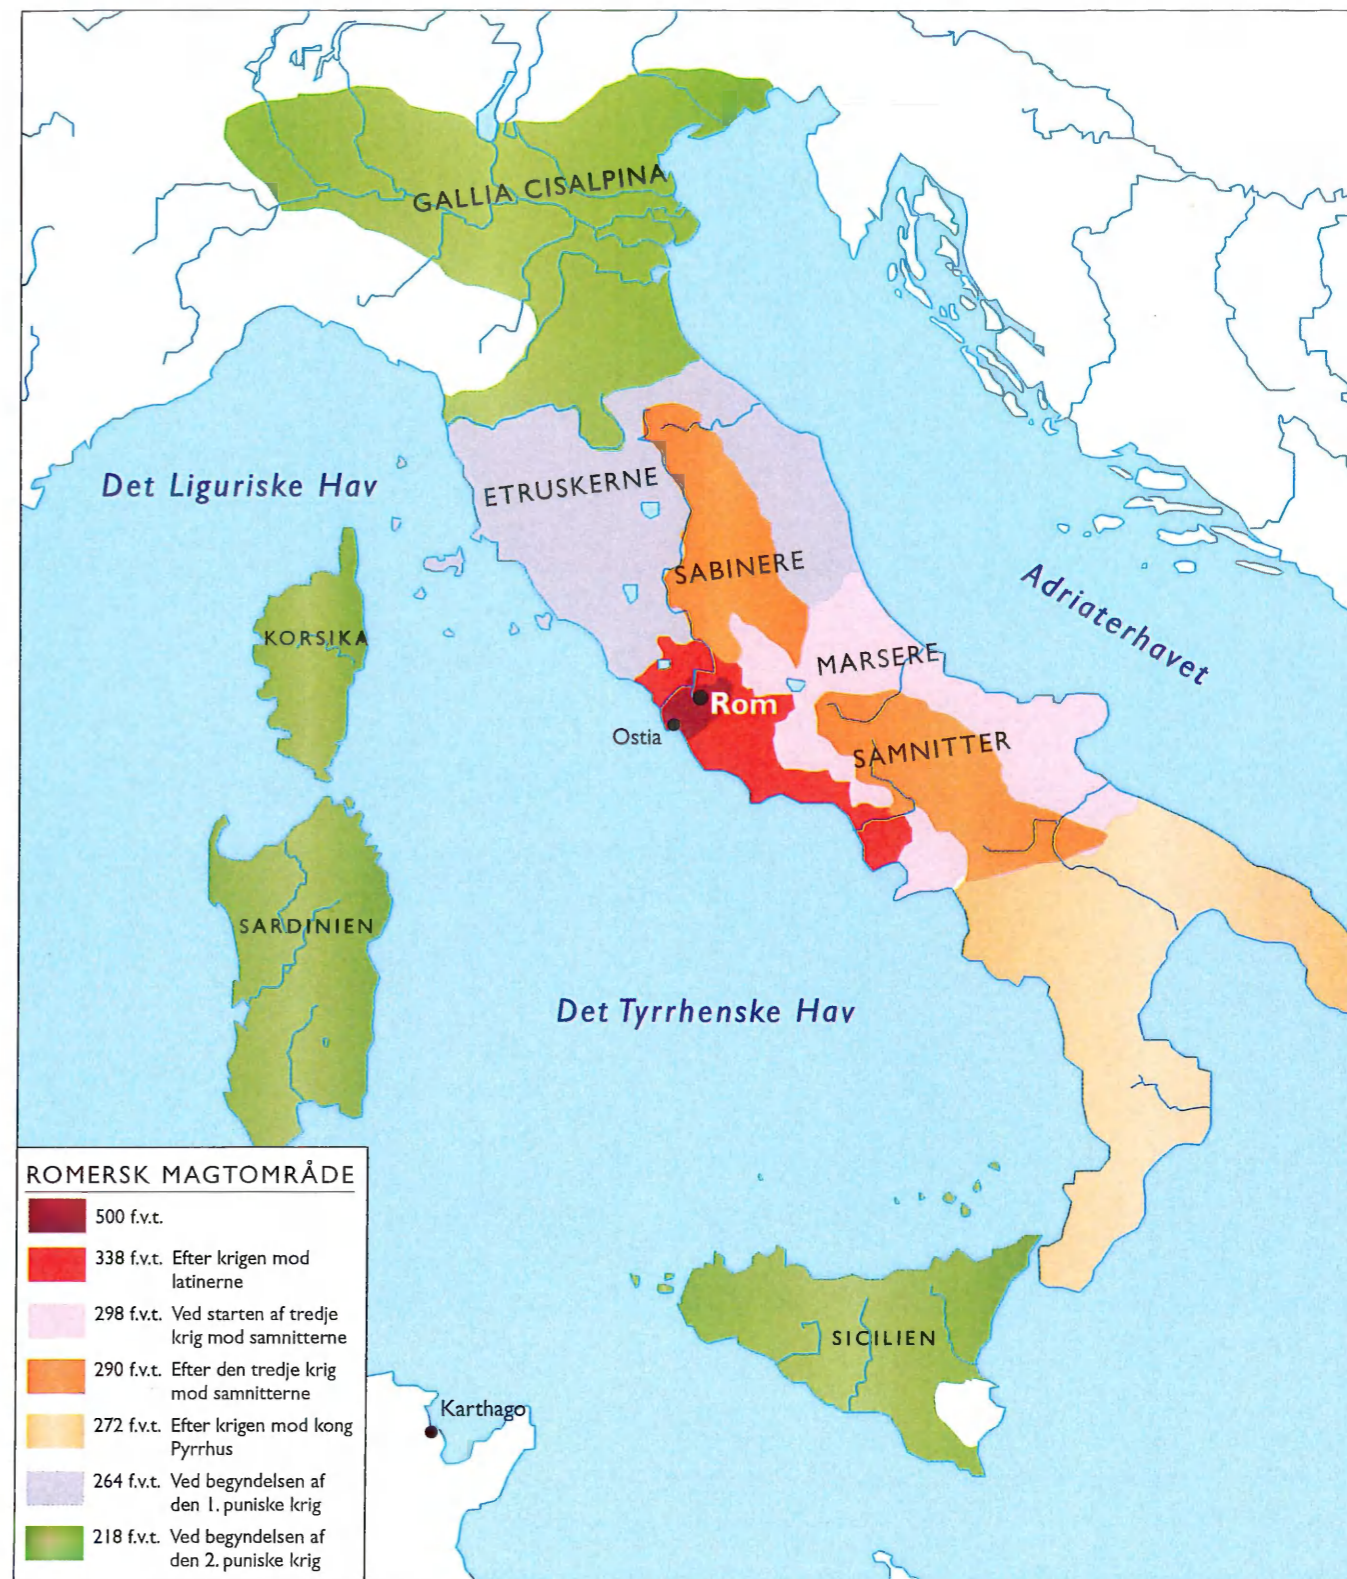 GALLIA CISALPINA
Det Liguriske Hav
ETRUSKERNE
SABINERE
Adriaterhavet
KORSIKA
MARSERE
Rom
Ostia
SAMNITTER
SARDINIEN
Det Tyrrhenske Hav
SICILIEN
Karthago
ROMERSK MAGTOMRÅDE
500 f.v.t.
338 f.v.t. Efter krigen mod
latinerne
298 f.v.t. Ved starten af tredje
krig mod samnitterne
290 f.v.t. Efter den tredje krig
mod samnitterne
272 f.v.t. Efter krigen mod kong
Pyrrhus
264 f.v.t. Ved begyndelsen af
den 1. puniske krig
218 f.v.t. Ved begyndelsen af
den 2. puniske krig